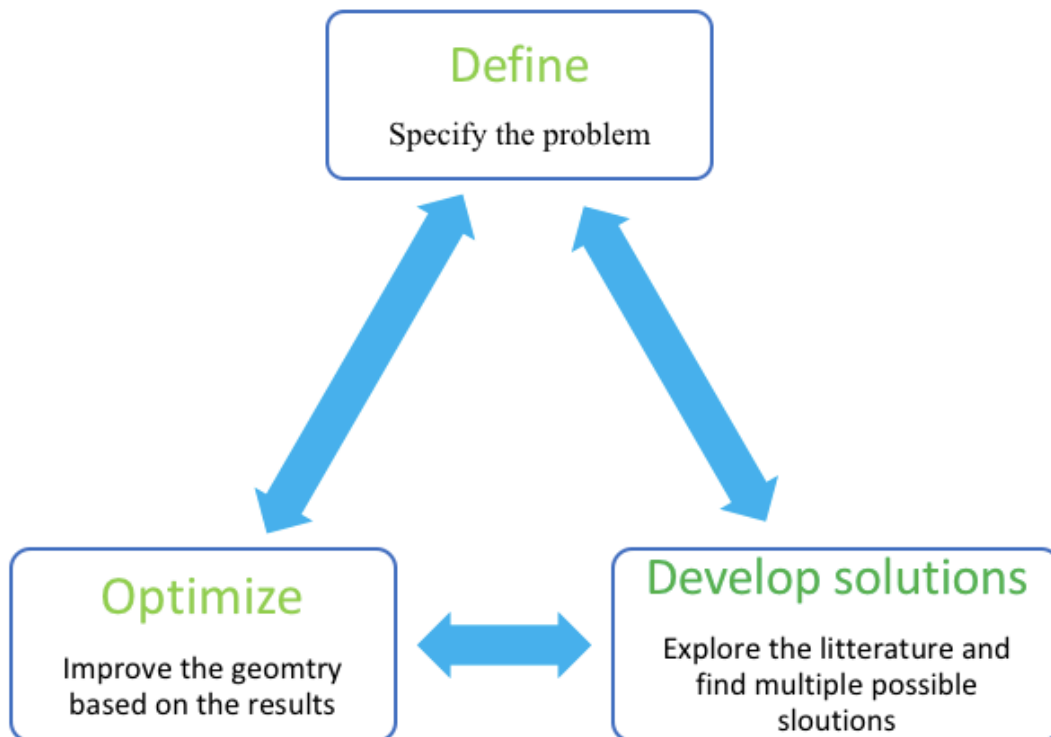 Define
Specify the problem
Optimize
Improve the geomtry
based on the results
Develop solutions
Explore the litterature and
find multiple possible
sloutions